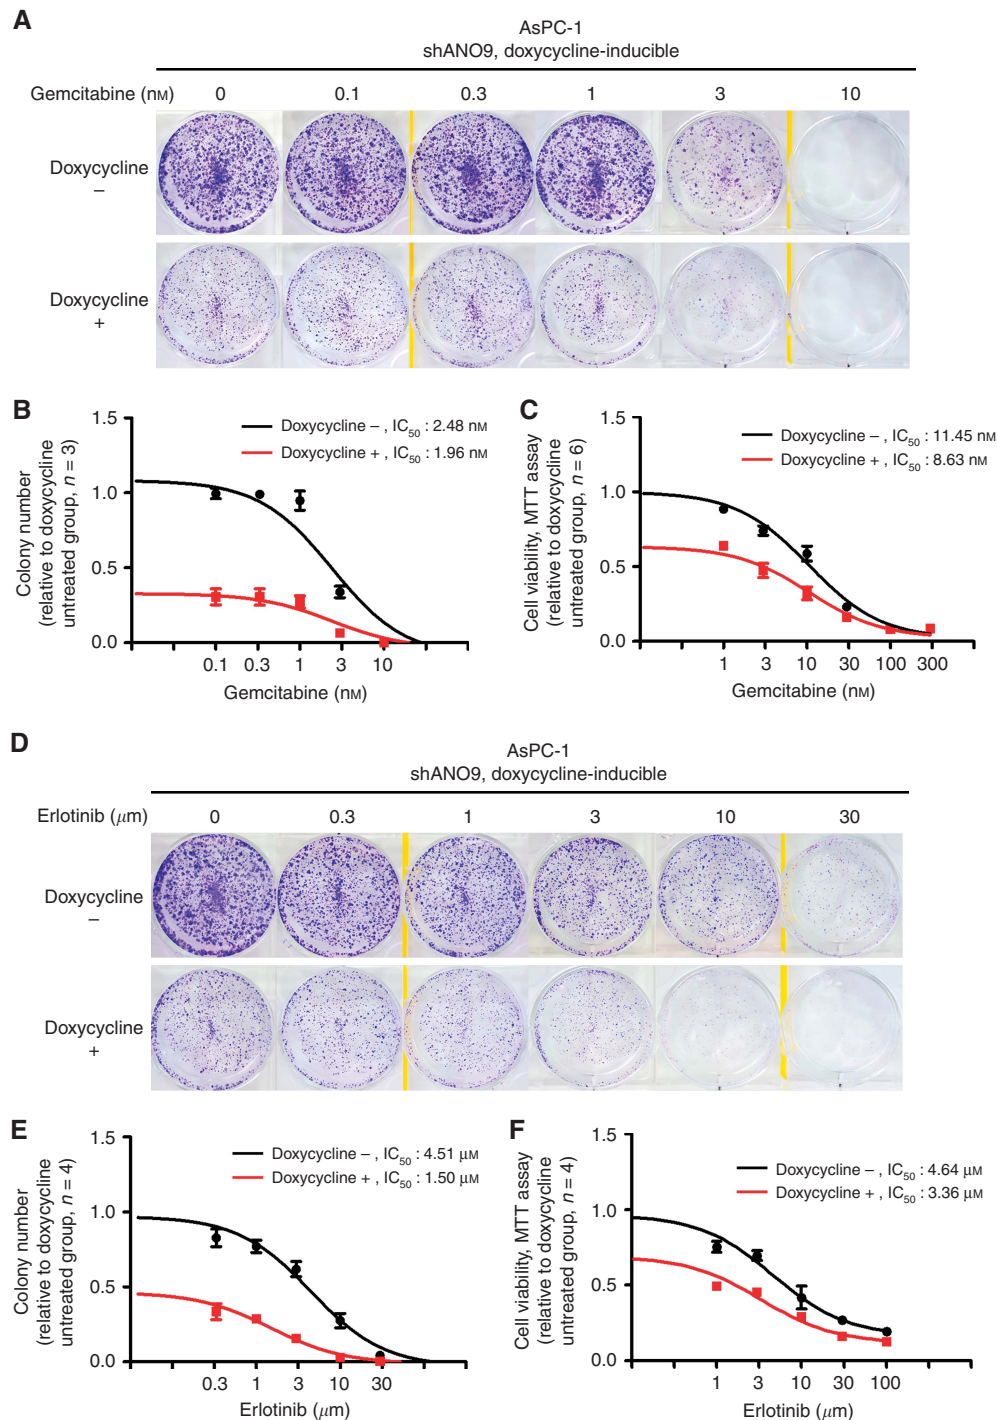 A
AsPC-1
shANO9, doxycycline-inducible
Gemcitabine (nM) 0 0.1 0.3 1 3 10
Doxycycline
–
Doxycycline
+
B
Colony number
(relative to doxycycline
untreated group, n = 3)
1.5
1.0
0.5
0.0
Doxycycline – , IC50 : 2.48 nM
Doxycycline + , IC50 : 1.96 nM
0.1 0.3 1 3 10
Gemcitabine (nM)
C
Cell viability, MTT assay
(relative to doxycycline
untreated group, n = 6)
1.5
1.0
0.5
0.0
Doxycycline – , IC50 : 11.45 nM
Doxycycline + , IC50 : 8.63 nM
1 3 10 30 100 300
Gemcitabine (nM)
D
AsPC-1
shANO9, doxycycline-inducible
Erlotinib (μm) 0 0.3 1 3 10 30
Doxycycline
–
Doxycycline
+
E
Colony number
(relative to doxycycline
untreated group, n = 4)
1.5
1.0
0.5
0.0
Doxycycline – , IC50 : 4.51 μM
Doxycycline + , IC50 : 1.50 μM
0.3 1 3 10 30
Erlotinib (μm)
F
Cell viability, MTT assay
(relative to doxycycline
untreated group, n = 4)
1.5
1.0
0.5
0.0
Doxycycline – , IC50 : 4.64 μM
Doxycycline + , IC50 : 3.36 μM
1 3 10 30 100
Erlotinib (μm)